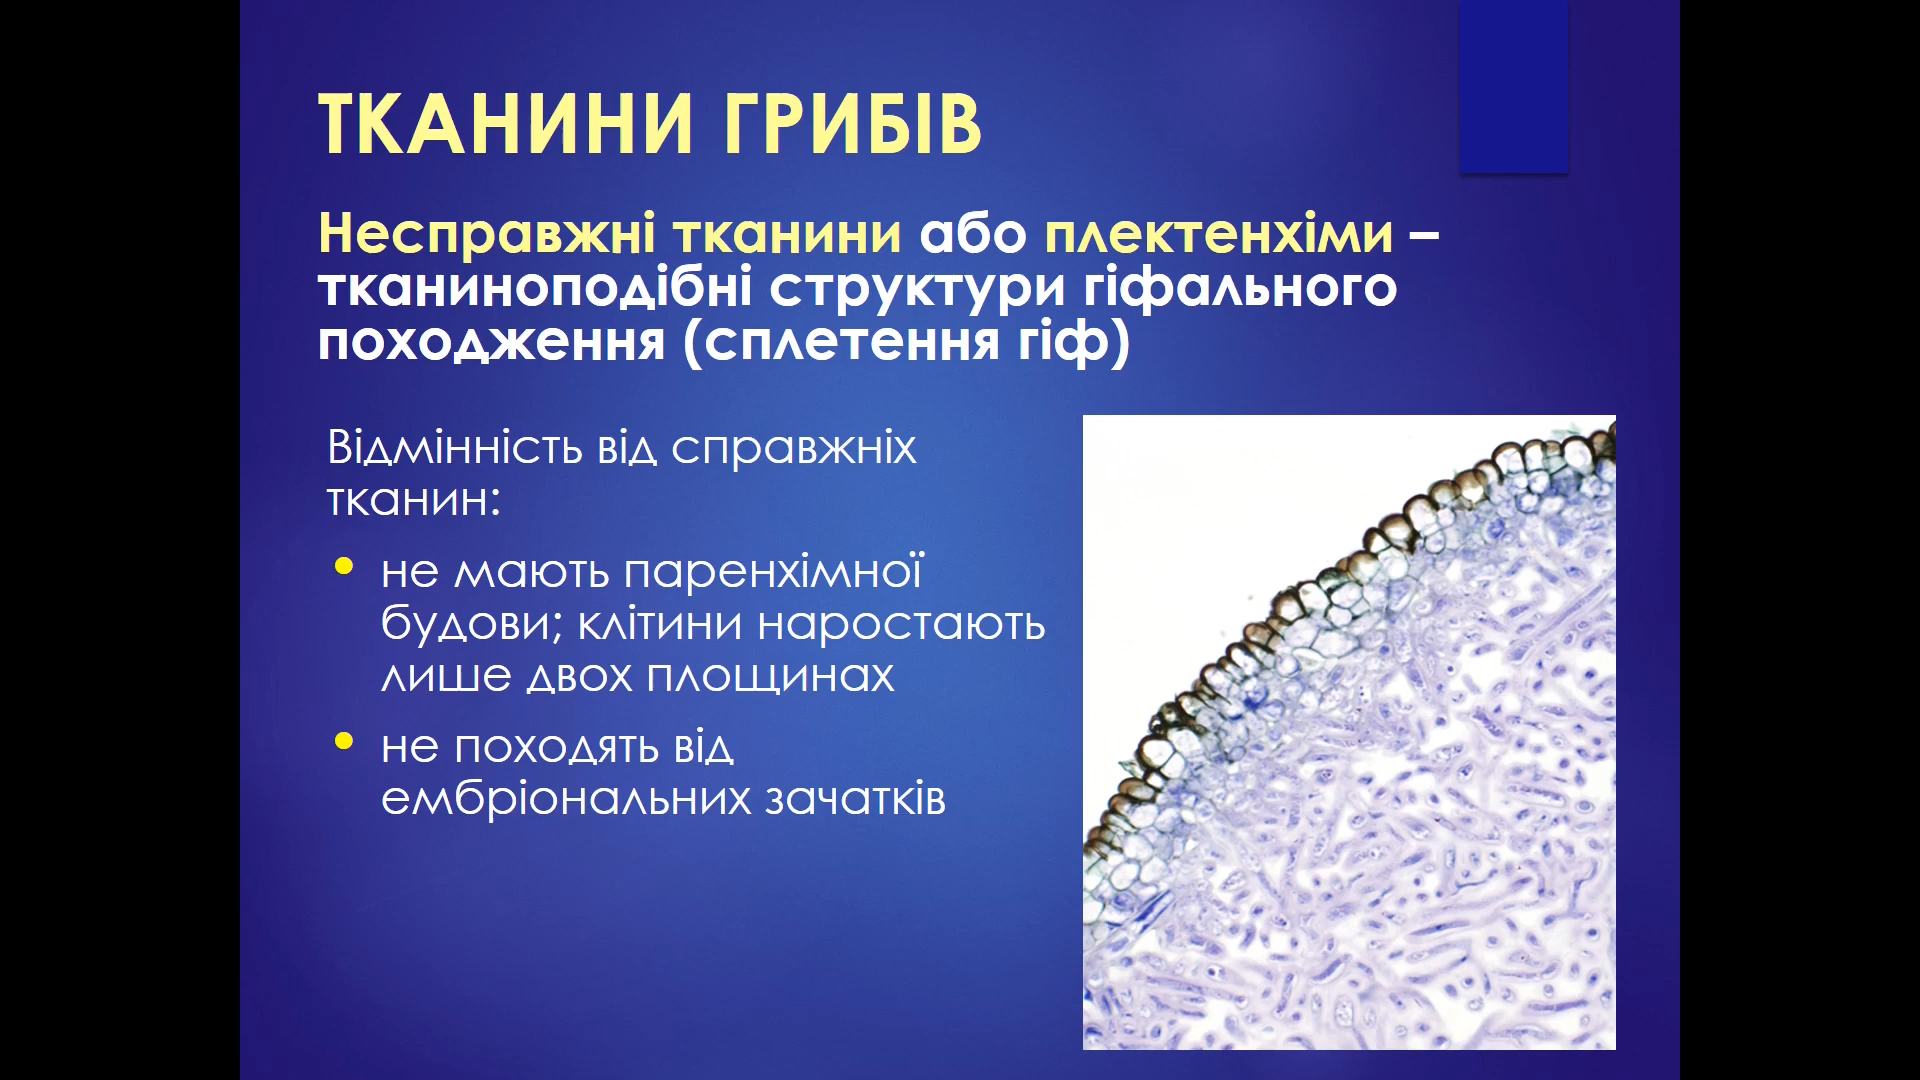 ТКАНИНИ ГРИБІВ
Несправжні тканини або плектенхіми –
тканиноподібні структури гіфального
походження (сплетення гіф)
Відмінність від справжніх
тканин:
• не мають паренхімної
будови; клітини наростають
лише двох площинах
• не походять від
ембріональних зачатків